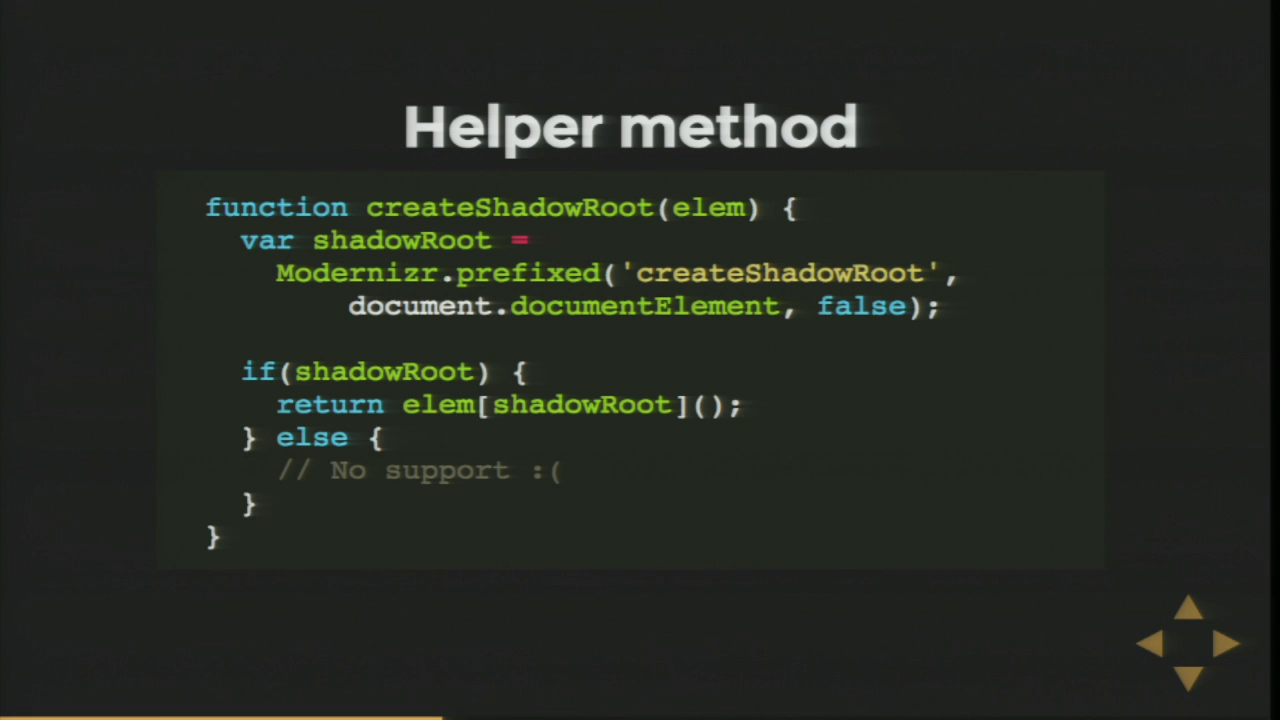 Helper method
function createShadowRoot(elem) {
  var shadowRoot =
    Modernizr.prefixed('createShadowRoot',
        document.documentElement, false);
  if(shadowRoot) {
    return elem[shadowRoot]();
  } else {
    // No support :(
  }
}